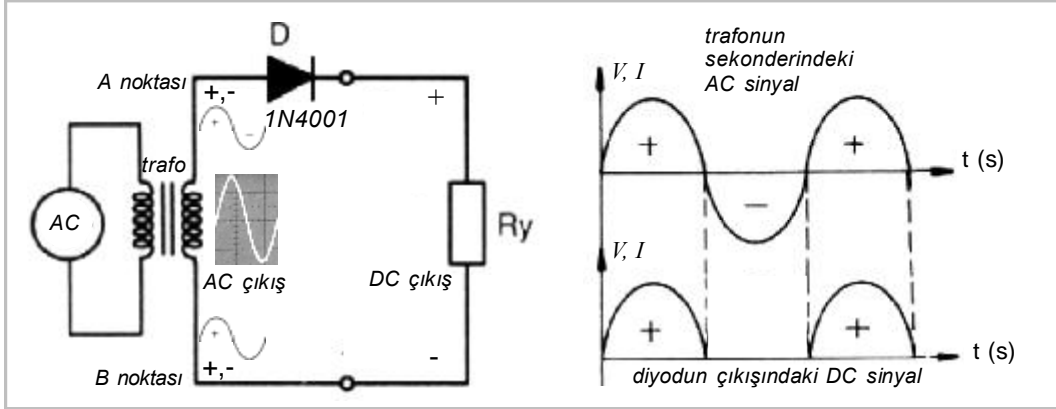 D
A noktası
+,-
1N4001
+
+
-
trafo
AC
AC çıkış
DC çıkış
Ry
+
+,-
-
B noktası
trafonun
sekonderindeki
AC sinyal
V, I
+
+
t (s)
-
V, I
+
+
t (s)
diyodun çıkışındaki DC sinyal